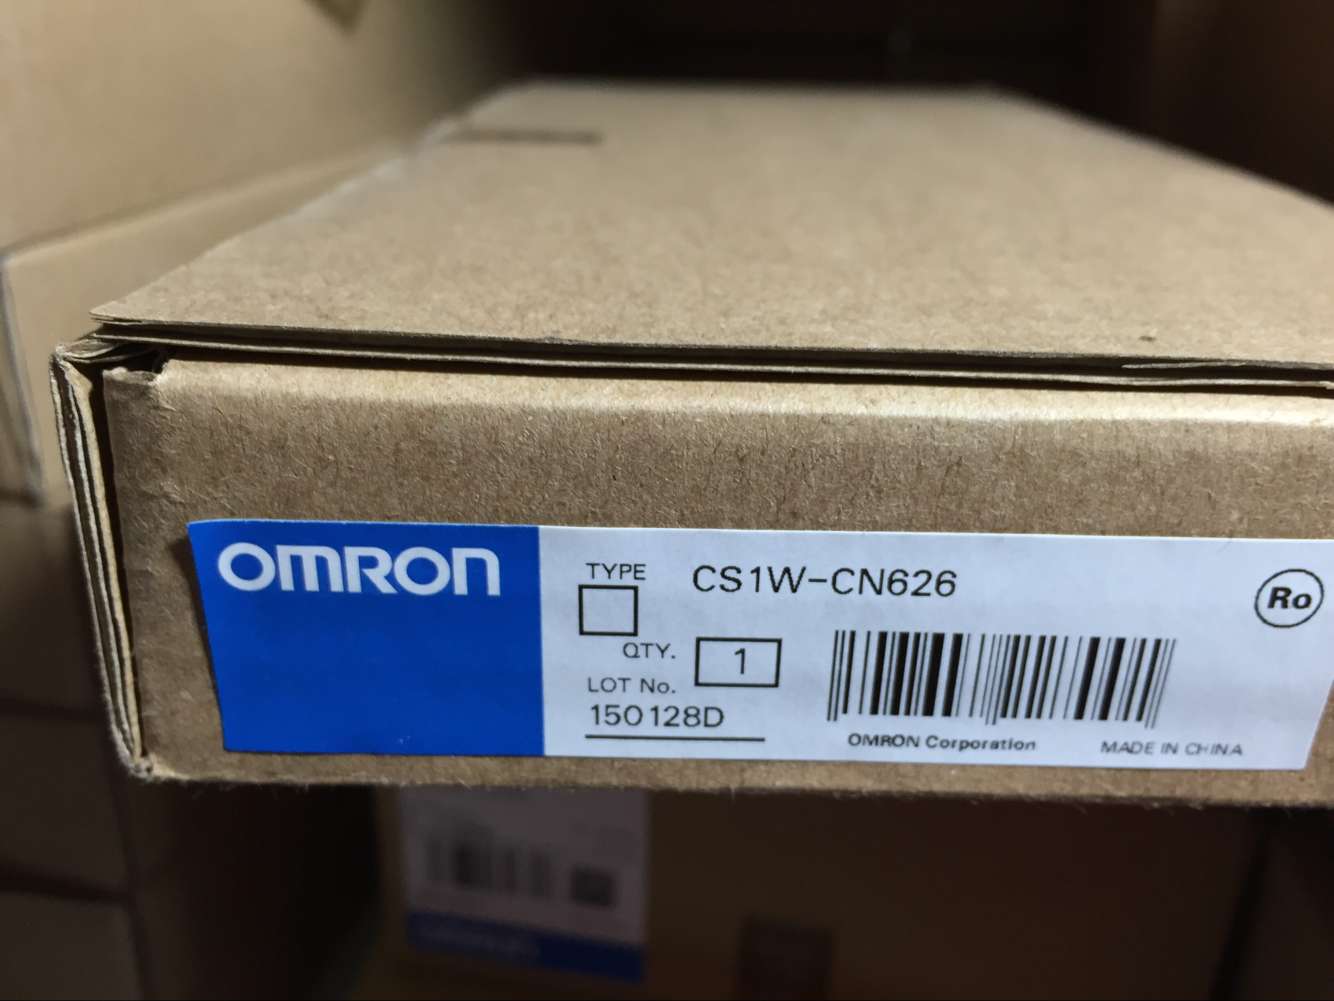 OMRON
TYPE CS1W-CN626
Ro
QTY. 1
LOT No.
150128D
OMRON Corporation MADE IN CHINA